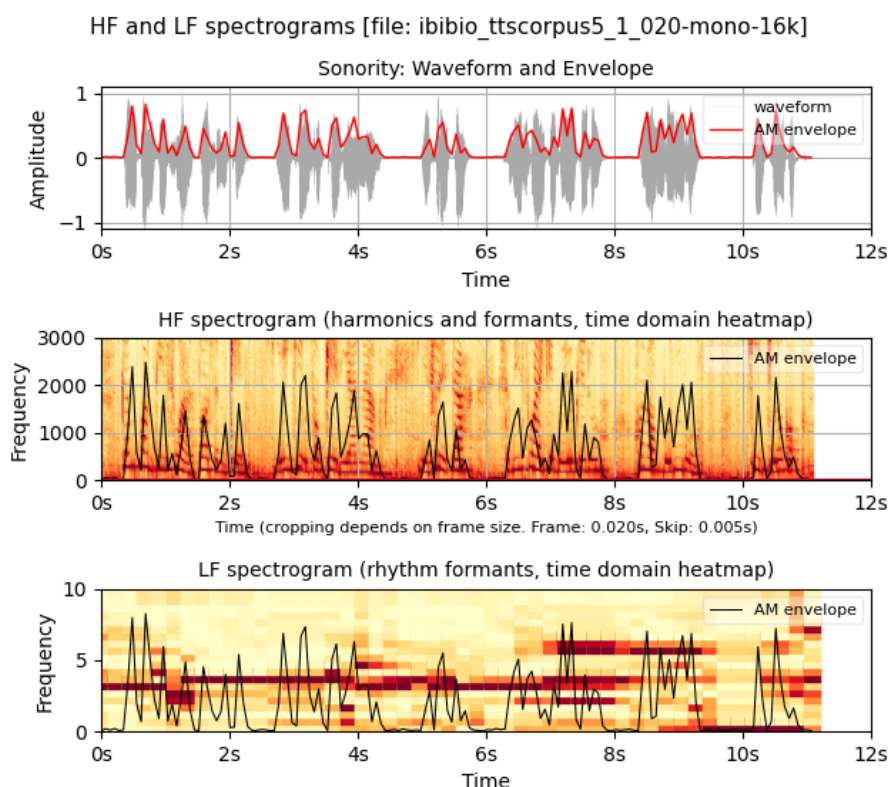 HF and LF spectrograms [file: ibibio_ttscorpus5_1_020-mono-16k]
Sonority: Waveform and Envelope
1
0
−1
Amplitude
waveform
AM envelope
0s 2s 4s 6s 8s 10s 12s
Time
HF spectrogram (harmonics and formants, time domain heatmap)
3000
2000
1000
0
Frequency
AM envelope
0s 2s 4s 6s 8s 10s 12s
Time (cropping depends on frame size. Frame: 0.020s, Skip: 0.005s)
LF spectrogram (rhythm formants, time domain heatmap)
10
5
0
Frequency
AM envelope
0s 2s 4s 6s 8s 10s 12s
Time